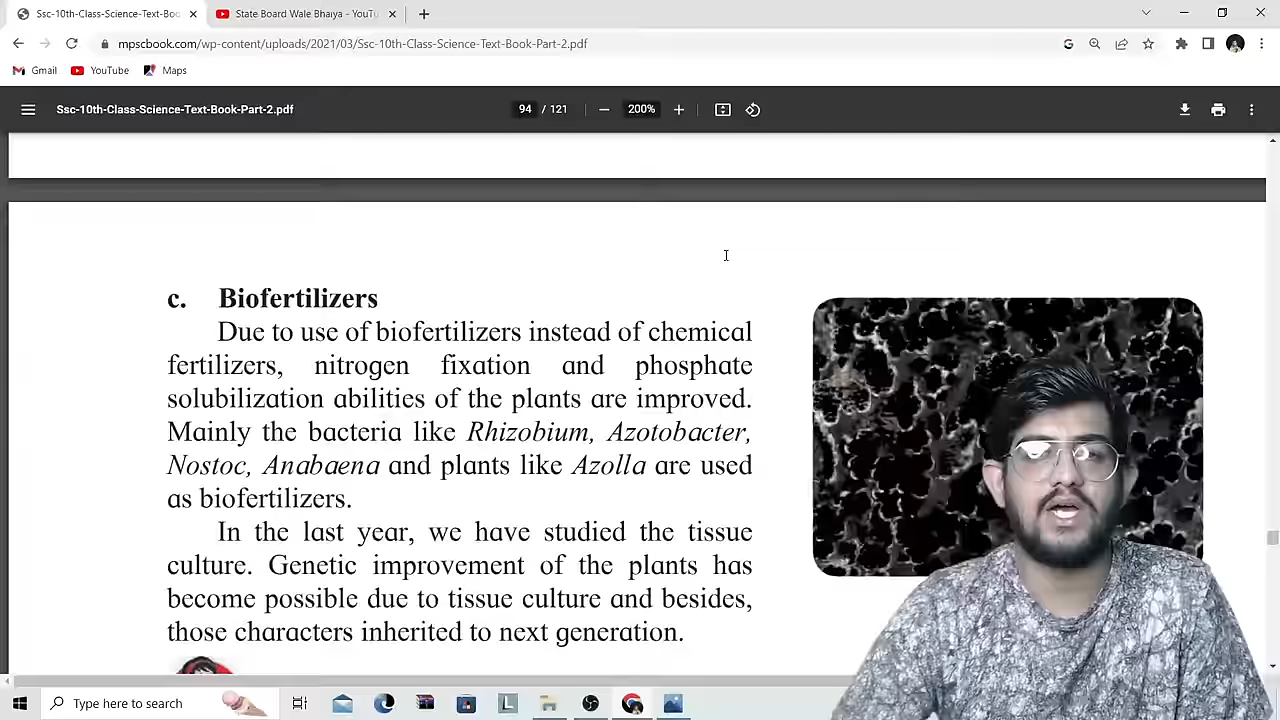 Ssc-10th-Class-Science-Text-Boo
State Board Wale Bhaiya - YouTu
mpscbook.com/wp-content/uploads/2021/03/Ssc-10th-Class-Science-Text-Book-Part-2.pdf
Gmail
YouTube
Maps
Ssc-10th-Class-Science-Text-Book-Part-2.pdf
94 / 121
200%
c. Biofertilizers
Due to use of biofertilizers instead of chemical
fertilizers, nitrogen fixation and phosphate
solubilization abilities of the plants are improved.
Mainly the bacteria like Rhizobium, Azotobacter,
Nostoc, Anabaena and plants like Azolla are used
as biofertilizers.
In the last year, we have studied the tissue
culture. Genetic improvement of the plants has
become possible due to tissue culture and besides,
those characters inherited to next generation.
Type here to search